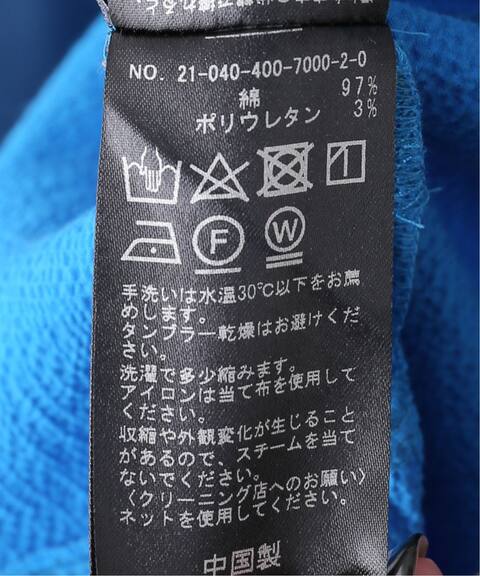 NO. 21-040-400-7000-2-0
綿 97%
ポリウレタン 3%
F W
手洗いは水温30℃以下をお薦
めします。
タンブラー乾燥はお避けくだ
さい。
洗濯で多少縮みます。
アイロンは当て布を使用して
ください。
収縮や外観変化が生じること
があるので、スチームを当て
ないでください。
〈クリーニング店へのお願い〉
ネットを使用してください。
中国製